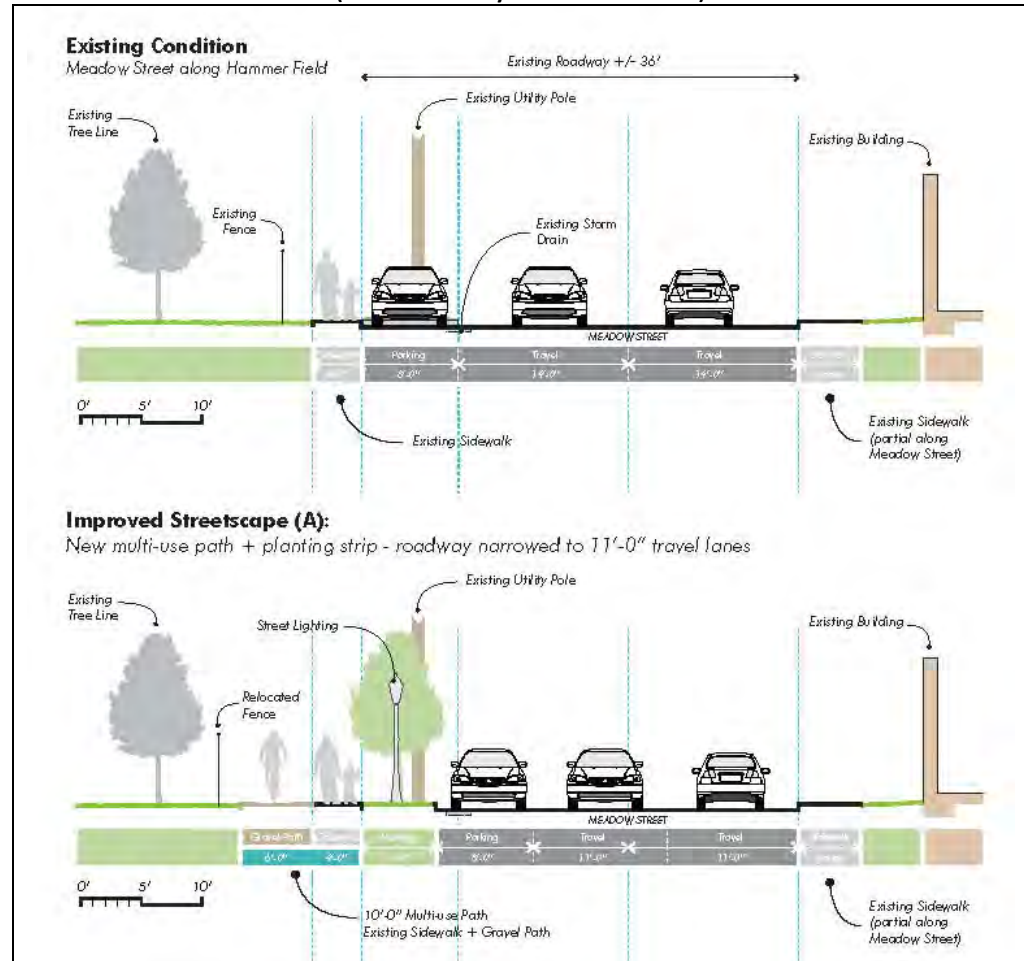 Existing Condition
Meadow Street along Hammer Field
Existing Roadway +/- 36'
Existing Utility Pole
Existing
Tree Line
Existing Building
Existing
Fence
Existing Storm
Drain
MEADOW STREET
Parking
Travel
Travel
8'-0"
14'-0"
14'-0"
0'
5'
10'
Existing Sidewalk
Existing Sidewalk
(partial along
Meadow Street)
Improved Streetscape (A):
New multi-use path + planting strip - roadway narrowed to 11'-0" travel lanes
Existing Utility Pole
Existing
Tree Line
Street Lighting
Existing Building
Relocated
Fence
MEADOW STREET
Gravel Path
Parking
Travel
Travel
6'-0"
4'-0"
8'-0"
11'-0"
11'-0"
0'
5'
10'
10'-0" Multi-use Path
Existing Sidewalk + Gravel Path
Existing Sidewalk
(partial along
Meadow Street)